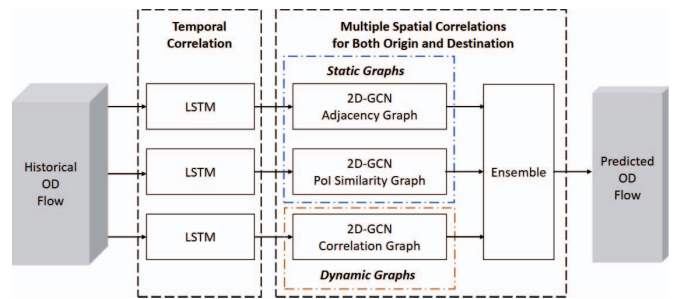 Temporal
Correlation
Multiple Spatial Correlations
for Both Origin and Destination
Static Graphs
Historical
OD
Flow
LSTM
LSTM
LSTM
2D-GCN
Adjacency Graph
2D-GCN
PoI Similarity Graph
2D-GCN
Correlation Graph
Dynamic Graphs
Ensemble
Predicted
OD
Flow